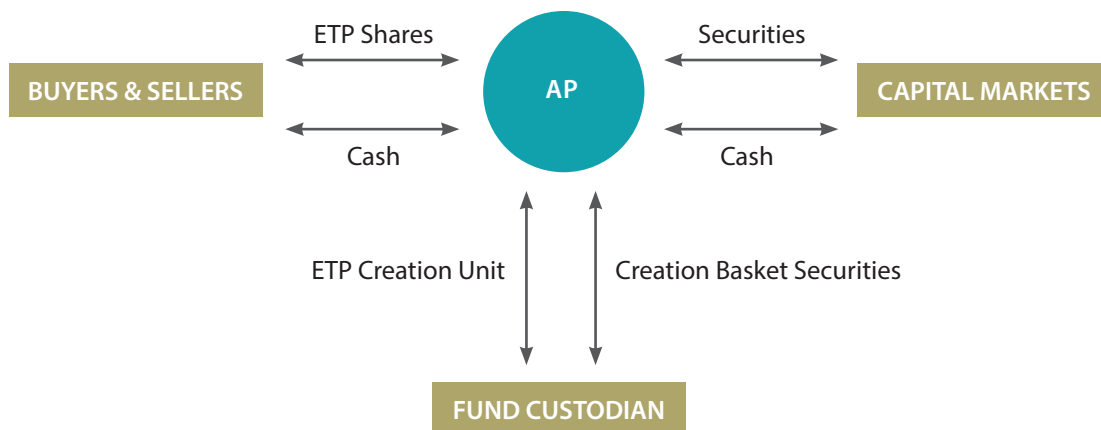 ETP Shares
Securities
BUYERS & SELLERS
AP
CAPITAL MARKETS
Cash
Cash
ETP Creation Unit
Creation Basket Securities
FUND CUSTODIAN